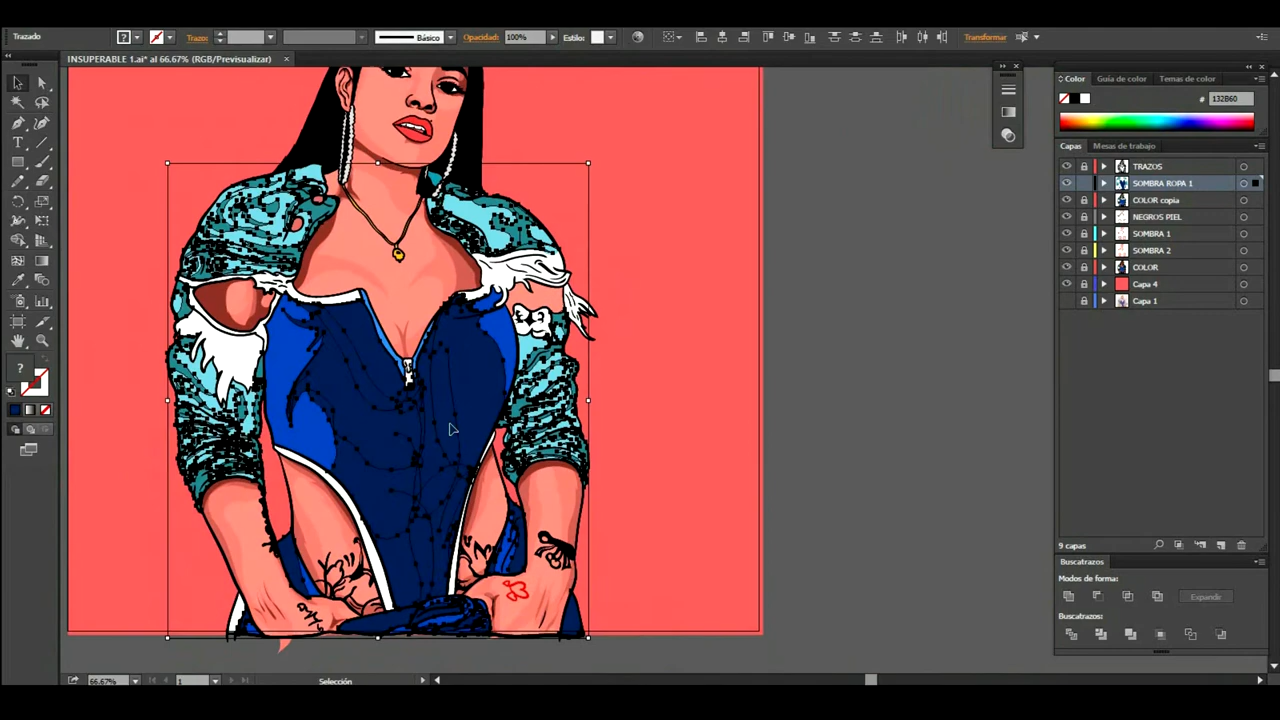 Trazado
?
Trazo:
Básico
Opacidad:
100%
Estilo:
Transformar
INSUPERABLE 1.ai* al 66.67% (RGB/Previsualizar)
×
Color
Guía de color
Temas de color
#
132B60
Capas
Mesas de trabajo
TRAZOS
SOMBRA ROPA 1
COLOR copia
NEGROS PIEL
SOMBRA 1
SOMBRA 2
COLOR
Capa 4
Capa 1
?
9 capas
Buscatrazos
Modos de forma:
Expandir
Buscatrazos:
66.67%
1
Selección